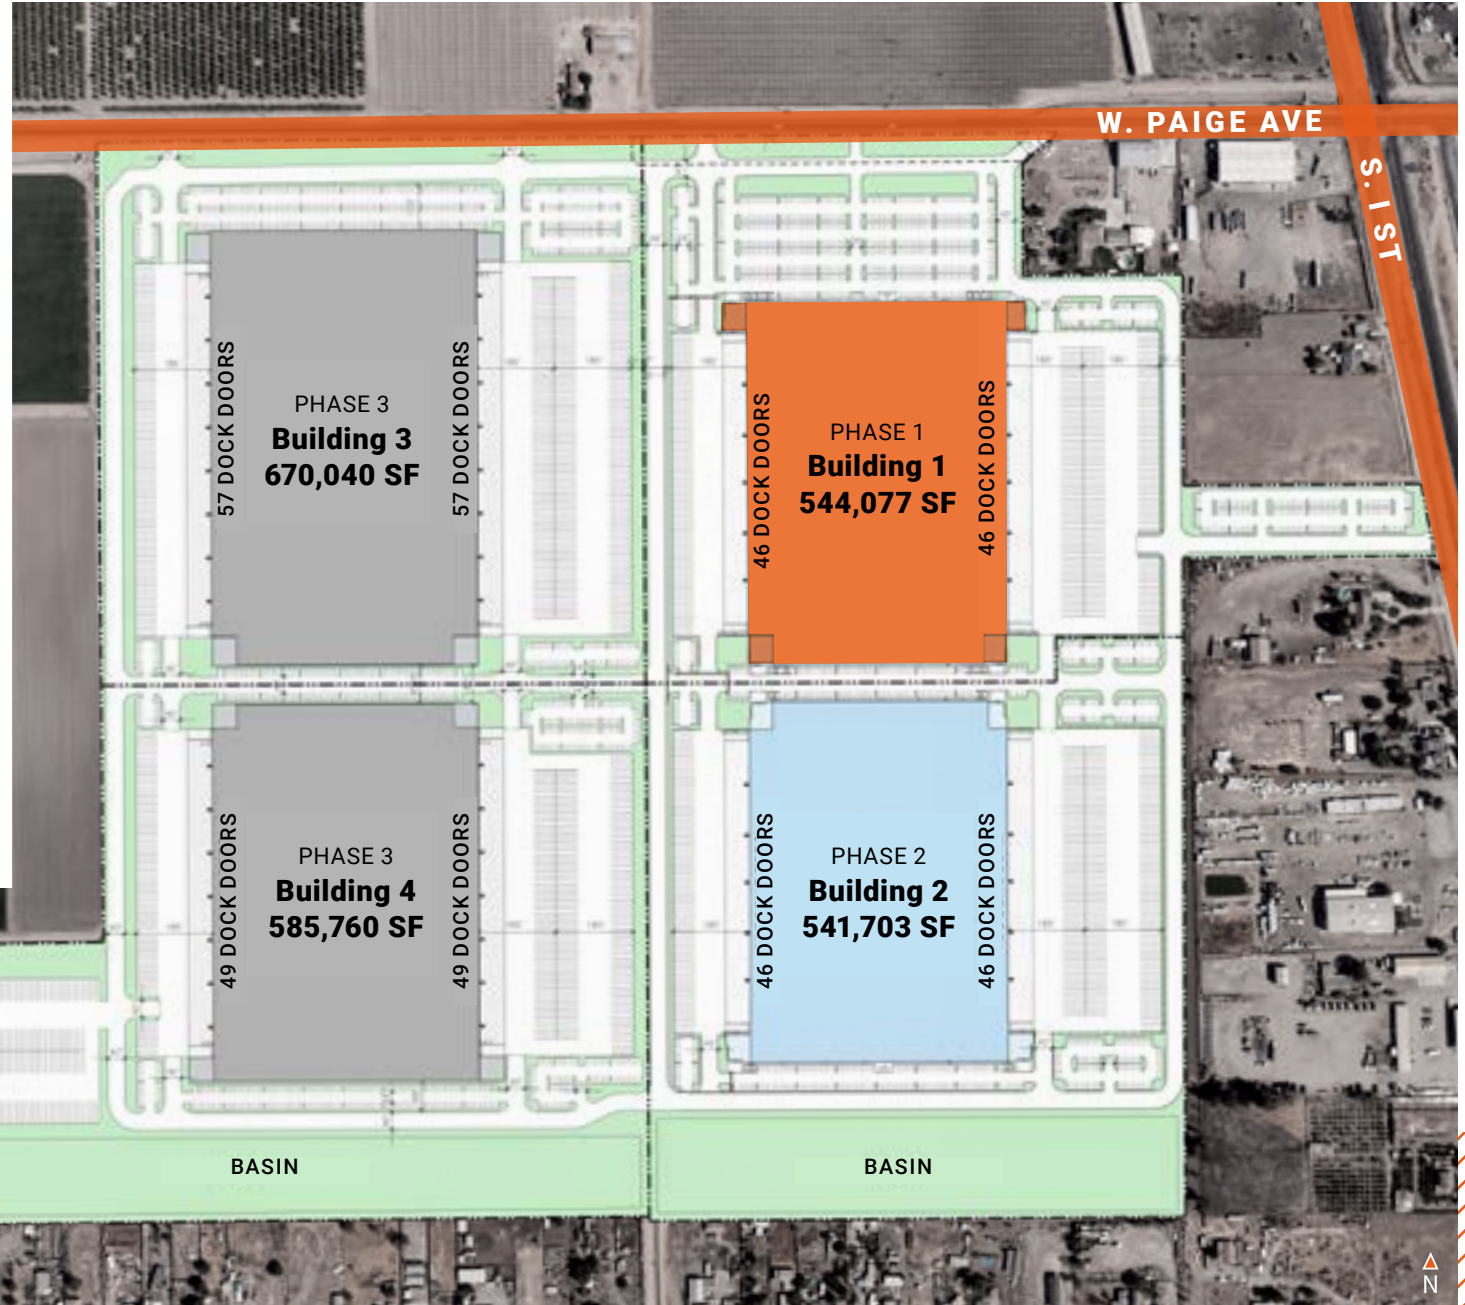 W. PAIGE AVE
S. I ST
57 DOCK DOORS
PHASE 3
Building 3
670,040 SF
57 DOCK DOORS
46 DOCK DOORS
PHASE 1
Building 1
544,077 SF
46 DOCK DOORS
49 DOCK DOORS
PHASE 3
Building 4
585,760 SF
49 DOCK DOORS
46 DOCK DOORS
PHASE 2
Building 2
541,703 SF
46 DOCK DOORS
BASIN
BASIN
N